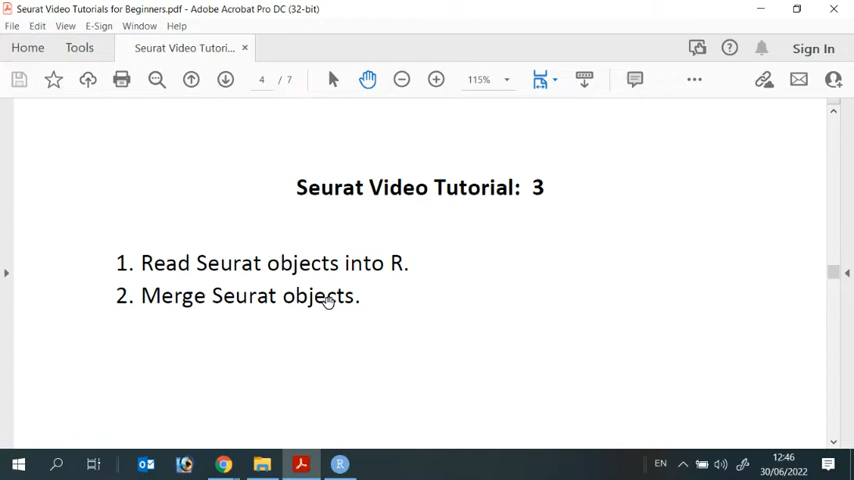 Seurat Video Tutorials for Beginners.pdf - Adobe Acrobat Pro DC (32-bit)
File Edit View E-Sign Window Help
Home Tools Seurat Video Tutori... × Sign In
4 / 7 115%
Seurat Video Tutorial: 3
1. Read Seurat objects into R.
2. Merge Seurat objects.
EN 12:46
30/06/2022